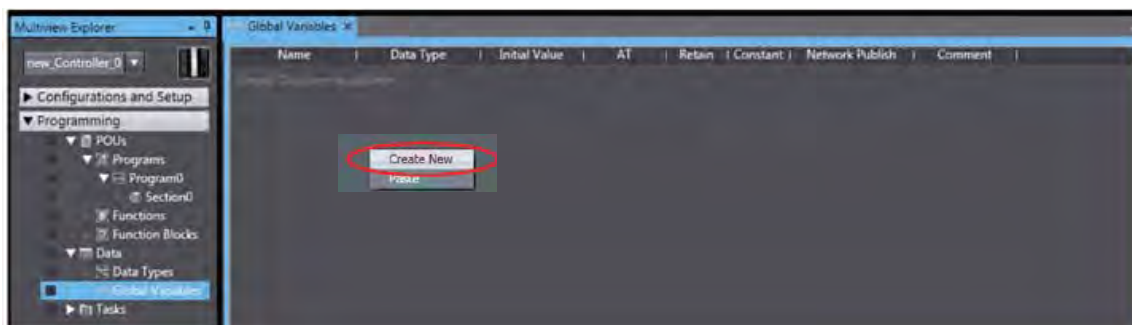 Multiview Explorer
new_Controller_0
Configurations and Setup
Programming
POUs
Programs
Program0
Section0
Functions
Function Blocks
Data
Data Types
Global Variables
Tasks
Global Variables
Name Data Type Initial Value AT Retain Constant Network Publish Comment
Create New
Paste